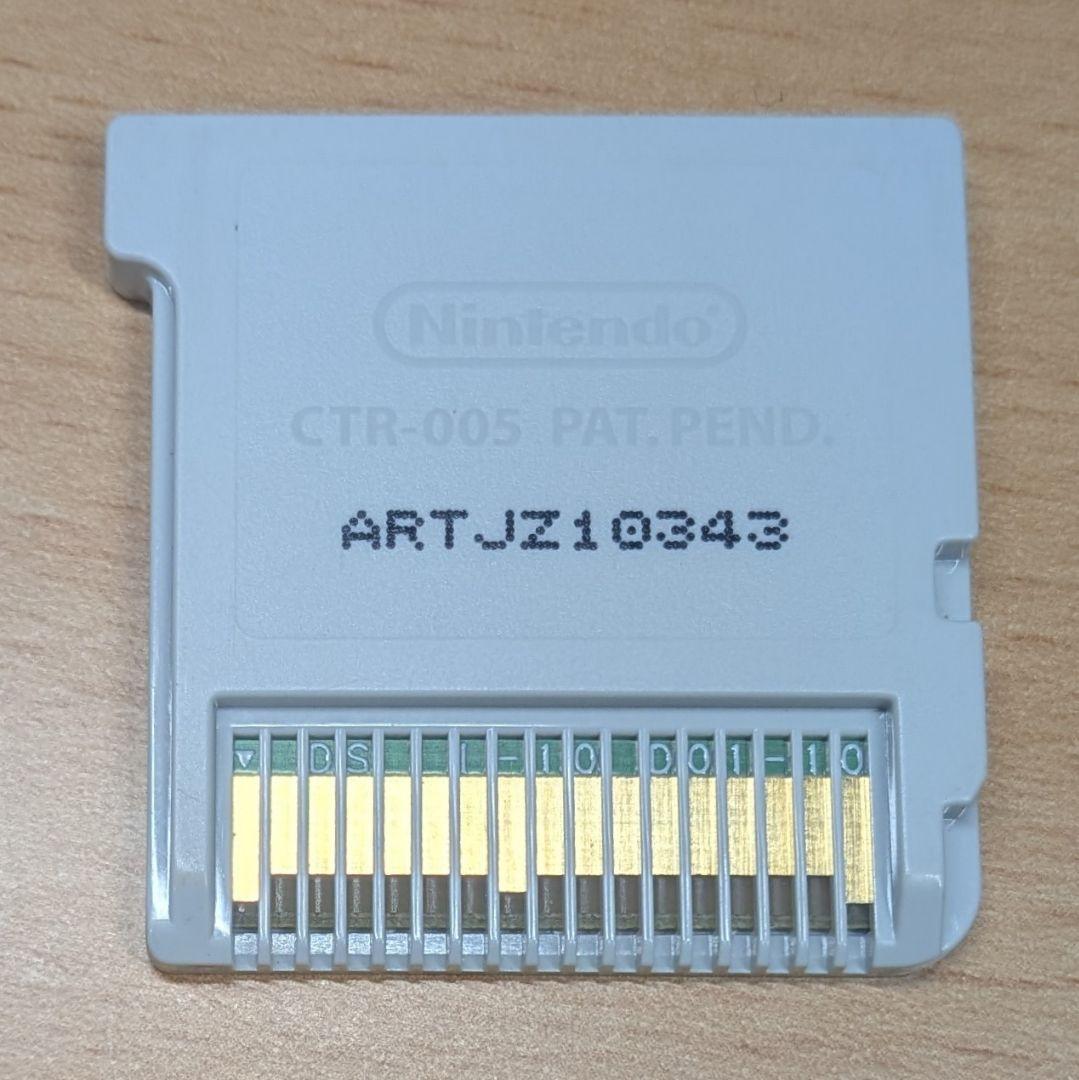 Nintendo®
CTR-005 PAT. PEND.
ARTJZ10343
▽ DS L-10 D01-10